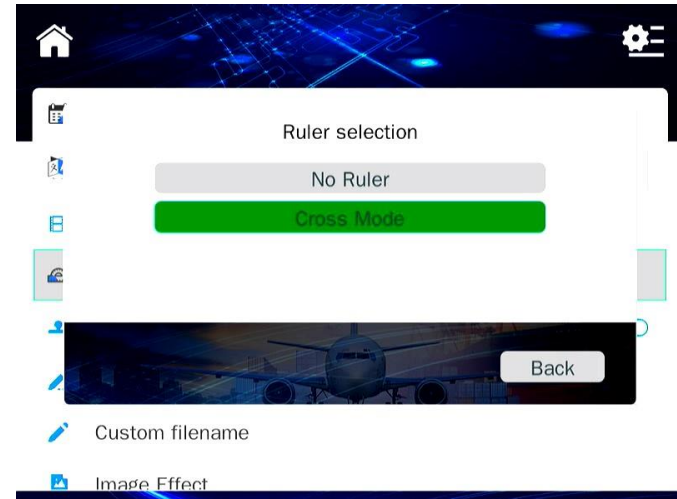 Ruler selection
No Ruler
Cross Mode
Back
Custom filename
Image Effect